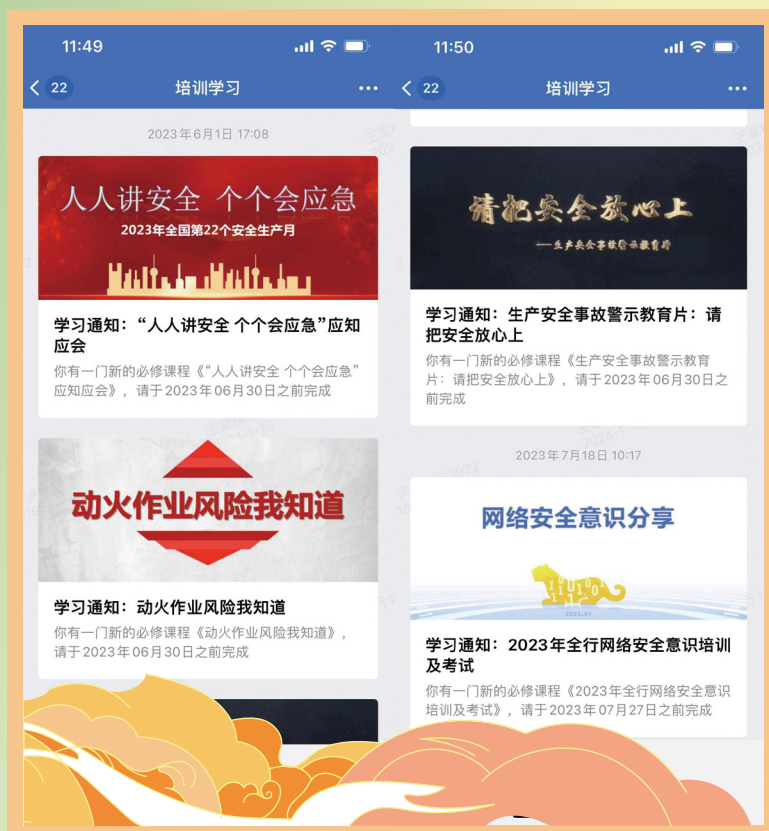 11:49
22
培训学习
2023年6月1日 17:08
人人讲安全 个个会应急
2023年全国第22个安全生产月
学习通知：“人人讲安全 个个会应急”应知
应会
你有一门新的必修课程《“人人讲安全 个个会应急”
应知应会》，请于2023年06月30日之前完成
动火作业风险我知道
学习通知：动火作业风险我知道
你有一门新的必修课程《动火作业风险我知道》，
请于2023年06月30日之前完成
11:50
22
培训学习
请把安全放心上
——生产安全事故警示教育片
学习通知：生产安全事故警示教育片：请
把安全放心上
你有一门新的必修课程《生产安全事故警示教育
片：请把安全放心上》，请于2023年06月30日之
前完成
2023年7月18日 10:17
网络安全意识分享
2023.07
学习通知：2023年全行网络安全意识培训
及考试
你有一门新的必修课程《2023年全行网络安全意识
培训及考试》，请于2023年07月27日之前完成